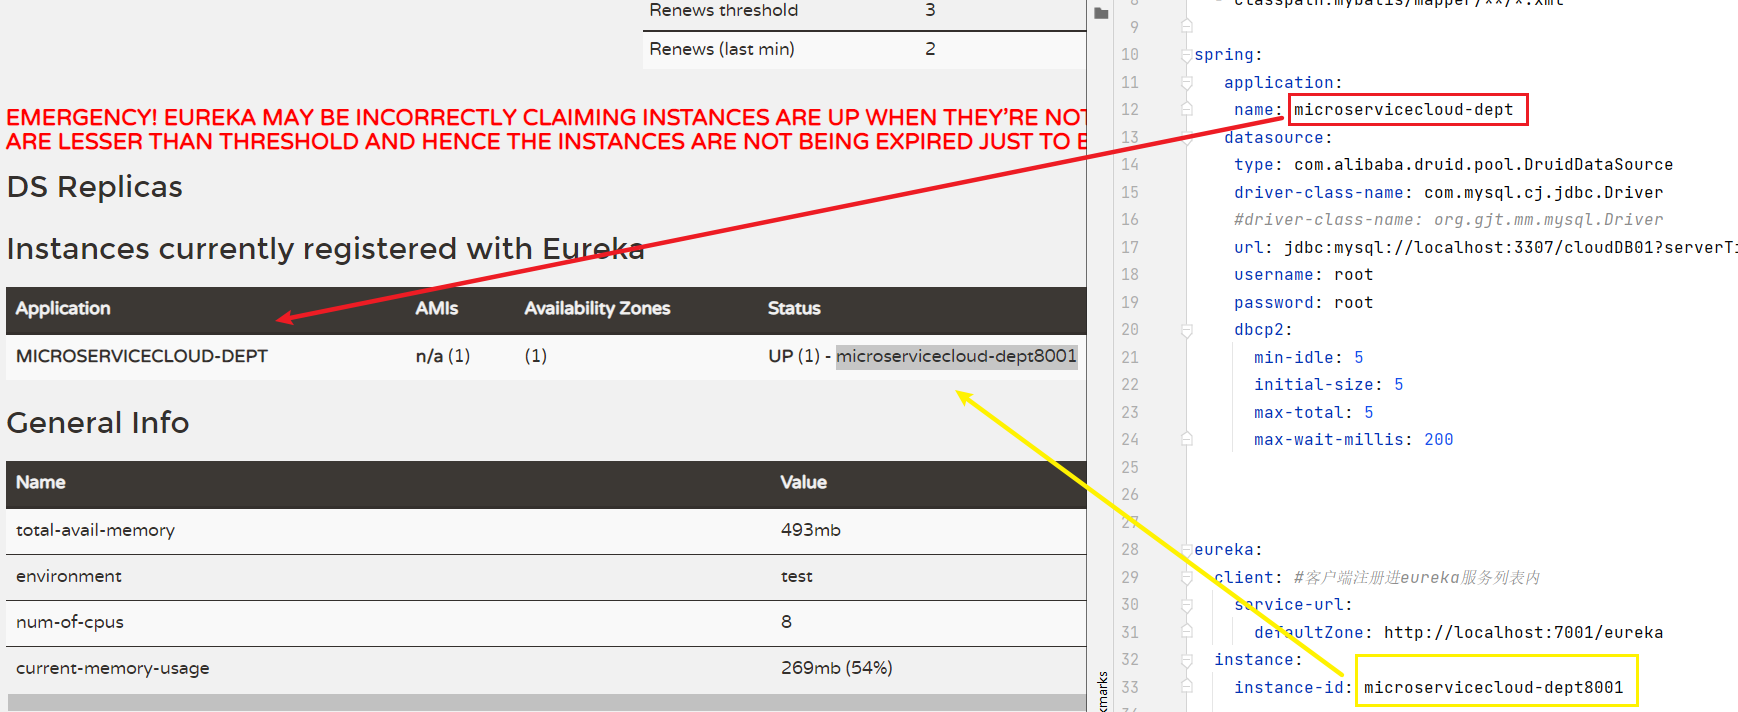 Renews threshold 3
Renews (last min) 2
EMERGENCY! EUREKA MAY BE INCORRECTLY CLAIMING INSTANCES ARE UP WHEN THEY'RE NOT
ARE LESSER THAN THRESHOLD AND HENCE THE INSTANCES ARE NOT BEING EXPIRED JUST TO B
DS Replicas
Instances currently registered with Eureka
Application AMIs Availability Zones Status
MICROSERVICECLOUD-DEPT n/a (1) (1) UP (1) - microservicecloud-dept8001
General Info
Name Value
total-avail-memory 493mb
environment test
num-of-cpus 8
current-memory-usage 269mb (54%)
kmarks
8 - classpath:mybatis/mapper/**/*.xml
9
10 spring:
11 application:
12 name: microservicecloud-dept
13 datasource:
14 type: com.alibaba.druid.pool.DruidDataSource
15 driver-class-name: com.mysql.cj.jdbc.Driver
16 #driver-class-name: org.gjt.mm.mysql.Driver
17 url: jdbc:mysql://localhost:3307/cloudDB01?serverTi
18 username: root
19 password: root
20 dbcp2:
21 min-idle: 5
22 initial-size: 5
23 max-total: 5
24 max-wait-millis: 200
25
26
27
28 eureka:
29 client: #客户端注册进eureka服务列表内
30 service-url:
31 defaultZone: http://localhost:7001/eureka
32 instance:
33 instance-id: microservicecloud-dept8001